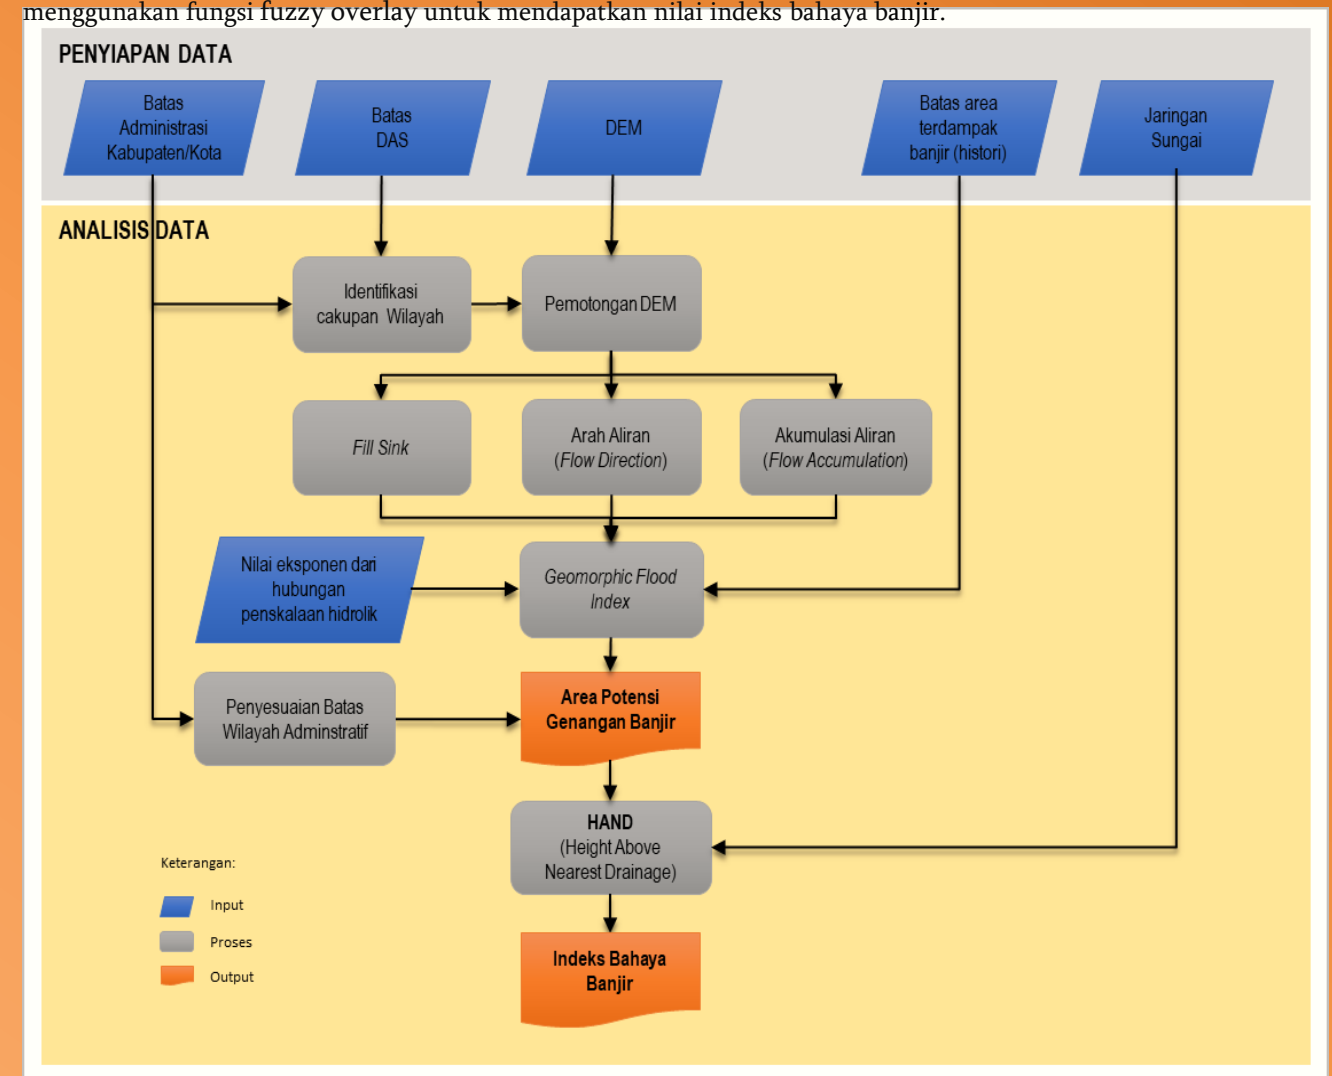 menggunakan fungsi fuzzy overlay untuk mendapatkan nilai indeks bahaya banjir.
PENYIAPAN DATA
Batas
Administrasi
Kabupaten/Kota
Batas
DAS
DEM
Batas area
terdampak
banjir (histori)
Jaringan
Sungai
ANALISIS DATA
Identifikasi
cakupan Wilayah
Pemotongan DEM
Fill Sink
Arah Aliran
(Flow Direction)
Akumulasi Aliran
(Flow Accumulation)
Nilai eksponen dari
hubungan
penskalaan hidrolik
Geomorphic Flood
Index
Penyesuaian Batas
Wilayah Adminstratif
Area Potensi
Genangan Banjir
HAND
(Height Above
Nearest Drainage)
Keterangan:
Input
Proses
Output
Indeks Bahaya
Banjir